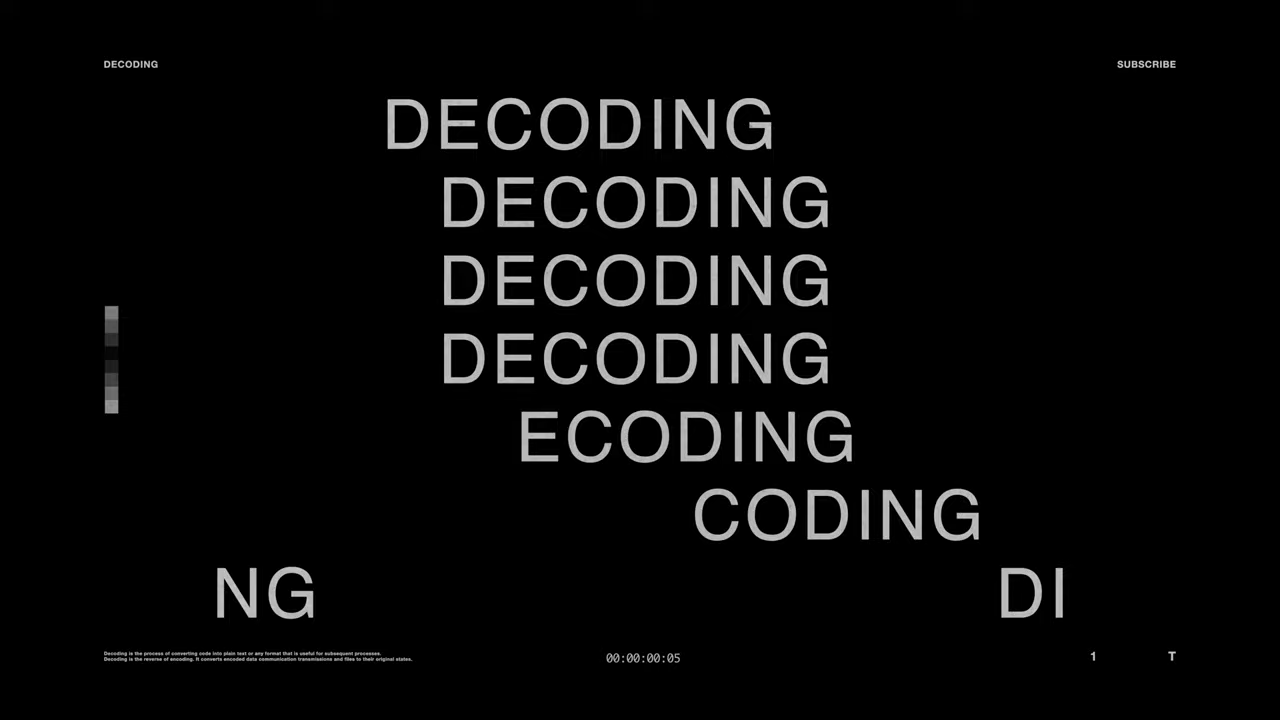 DECODING
SUBSCRIBE
DECODING
DECODING
DECODING
DECODING
ECODING
CODING
NG DI
Decoding is the process of converting code into plain text or any format that is useful for subsequent processes.
Decoding is the reverse of encoding. It converts encoded data communication transmissions and files to their original states.
00:00:00:05
1 T